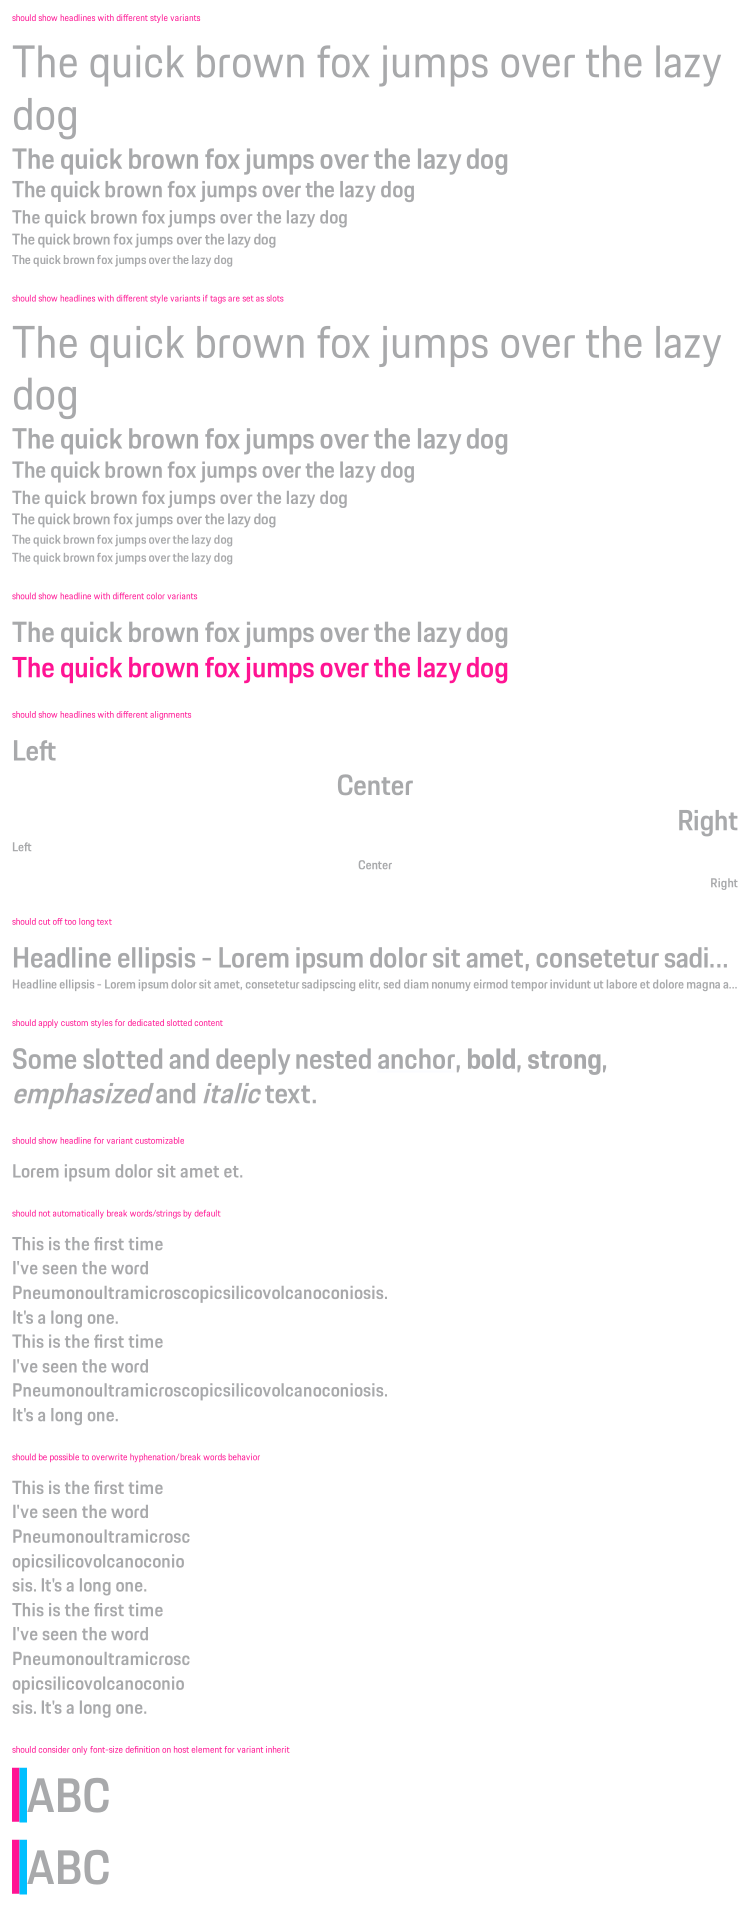 should show headlines with different style variants
The quick brown fox jumps over the lazy
dog
The quick brown fox jumps over the lazy dog
The quick brown fox jumps over the lazy dog
The quick brown fox jumps over the lazy dog
The quick brown fox jumps over the lazy dog
The quick brown fox jumps over the lazy dog
should show headlines with different style variants if tags are set as slots
The quick brown fox jumps over the lazy
dog
The quick brown fox jumps over the lazy dog
The quick brown fox jumps over the lazy dog
The quick brown fox jumps over the lazy dog
The quick brown fox jumps over the lazy dog
The quick brown fox jumps over the lazy dog
The quick brown fox jumps over the lazy dog
should show headline with different color variants
The quick brown fox jumps over the lazy dog
The quick brown fox jumps over the lazy dog
should show headlines with different alignments
Left
Center
Right
Left
Center
Right
should cut off too long text
Headline ellipsis - Lorem ipsum dolor sit amet, consetetur sadi...
Headline ellipsis - Lorem ipsum dolor sit amet, consetetur sadipscing elitr, sed diam nonumy eirmod tempor invidunt ut labore et dolore magna a...
should apply custom styles for dedicated slotted content
Some slotted and deeply nested anchor, bold, strong,
emphasized and italic text.
should show headline for variant customizable
Lorem ipsum dolor sit amet et.
should not automatically break words/strings by default
This is the first time
I've seen the word
Pneumonoultramicroscopicsilicovolcanoconiosis.
It's a long one.
This is the first time
I've seen the word
Pneumonoultramicroscopicsilicovolcanoconiosis.
It's a long one.
should be possible to overwrite hyphenation/break words behavior
This is the first time
I've seen the word
Pneumonoultramicrosc
opicsilicovolcanoconio
sis. It's a long one.
This is the first time
I've seen the word
Pneumonoultramicrosc
opicsilicovolcanoconio
sis. It's a long one.
should consider only font-size definition on host element for variant inherit
ABC
ABC